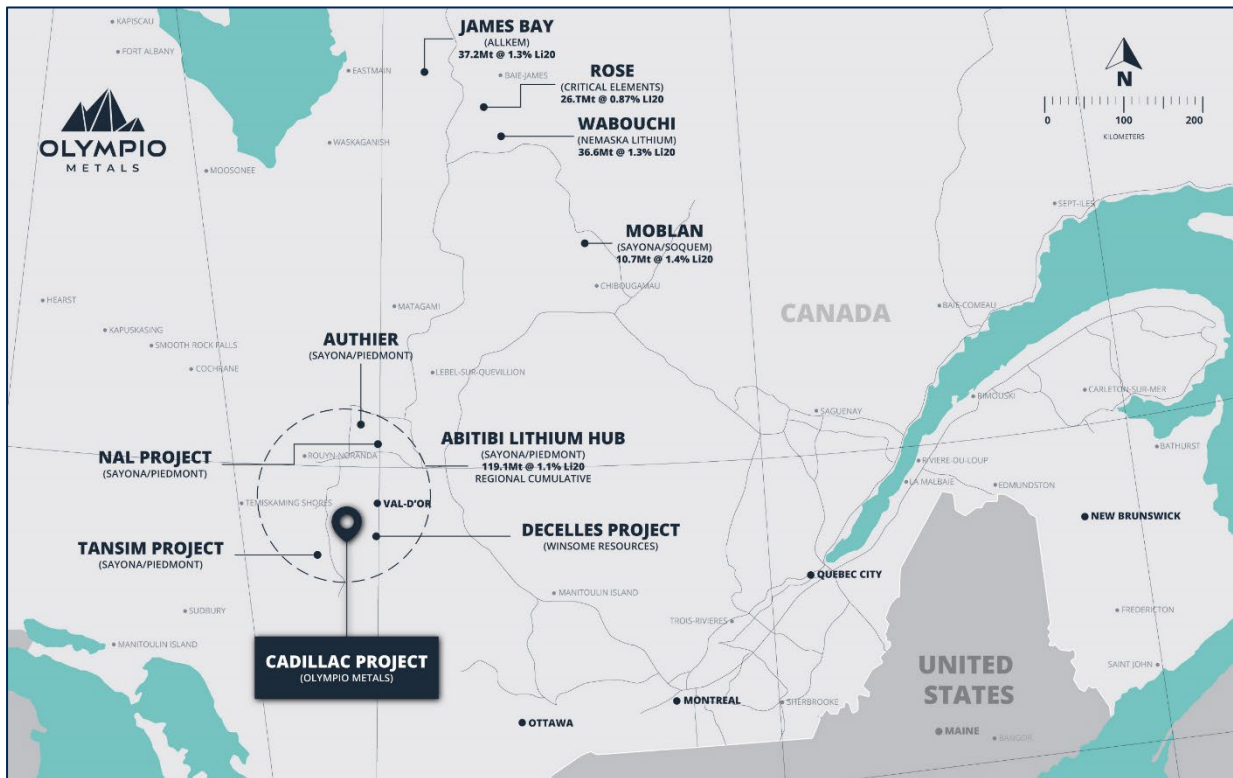 KAPISCAU
FORT ALBANY
JAMES BAY
(ALLKEM)
37.2Mt @ 1.3% Li20
EASTMAIN
BAIE-JAMES
ROSE
(CRITICAL ELEMENTS)
26.TMt @ 0.87% Li20
N
0 100 200
KILOMETERS
OLYMPIO
METALS
WASKAGANISH
WABOUCHI
(NEMASKA LITHIUM)
36.6Mt @ 1.3% Li20
MOOSONEE
SEPT-ILES
MOBLAN
(SAYONA/SOQUEM)
10.7Mt @ 1.4% Li20
CHIBOUGAMAU
HEARST
MATAGAMI
CANADA
BAIE-COMEAU
KAPUSKASING
SMOOTH ROCK FALLS
COCHRANE
AUTHIER
(SAYONA/PIEDMONT)
LEBEL-SUR-QUEVILLION
CARLETON-SUR-MER
RIMOUSKI
SAGUENAY
NAL PROJECT
(SAYONA/PIEDMONT)
ROUYN-NORANDA
ABITIBI LITHIUM HUB
(SAYONA/PIEDMONT)
119.1Mt @ 1.1% Li20
REGIONAL CUMULATIVE
BATHURST
RIVIERE-DU-LOUP
LA MALBAIE
EDMUNDSTON
TEMISKAMING SHORES
VAL-D'OR
NEW BRUNSWICK
TANSIM PROJECT
(SAYONA/PIEDMONT)
DECELLES PROJECT
(WINSOME RESOURCES)
QUEBEC CITY
MANITOULIN ISLAND
SUDBURY
TROIS-RIVIERES
FREDERICTON
MANITOULIN ISLAND
CADILLAC PROJECT
(OLYMPIO METALS)
UNITED
STATES
SAINT JOHN
MONTREAL
SHERBROOKE
OTTAWA
MAINE
BANGOR